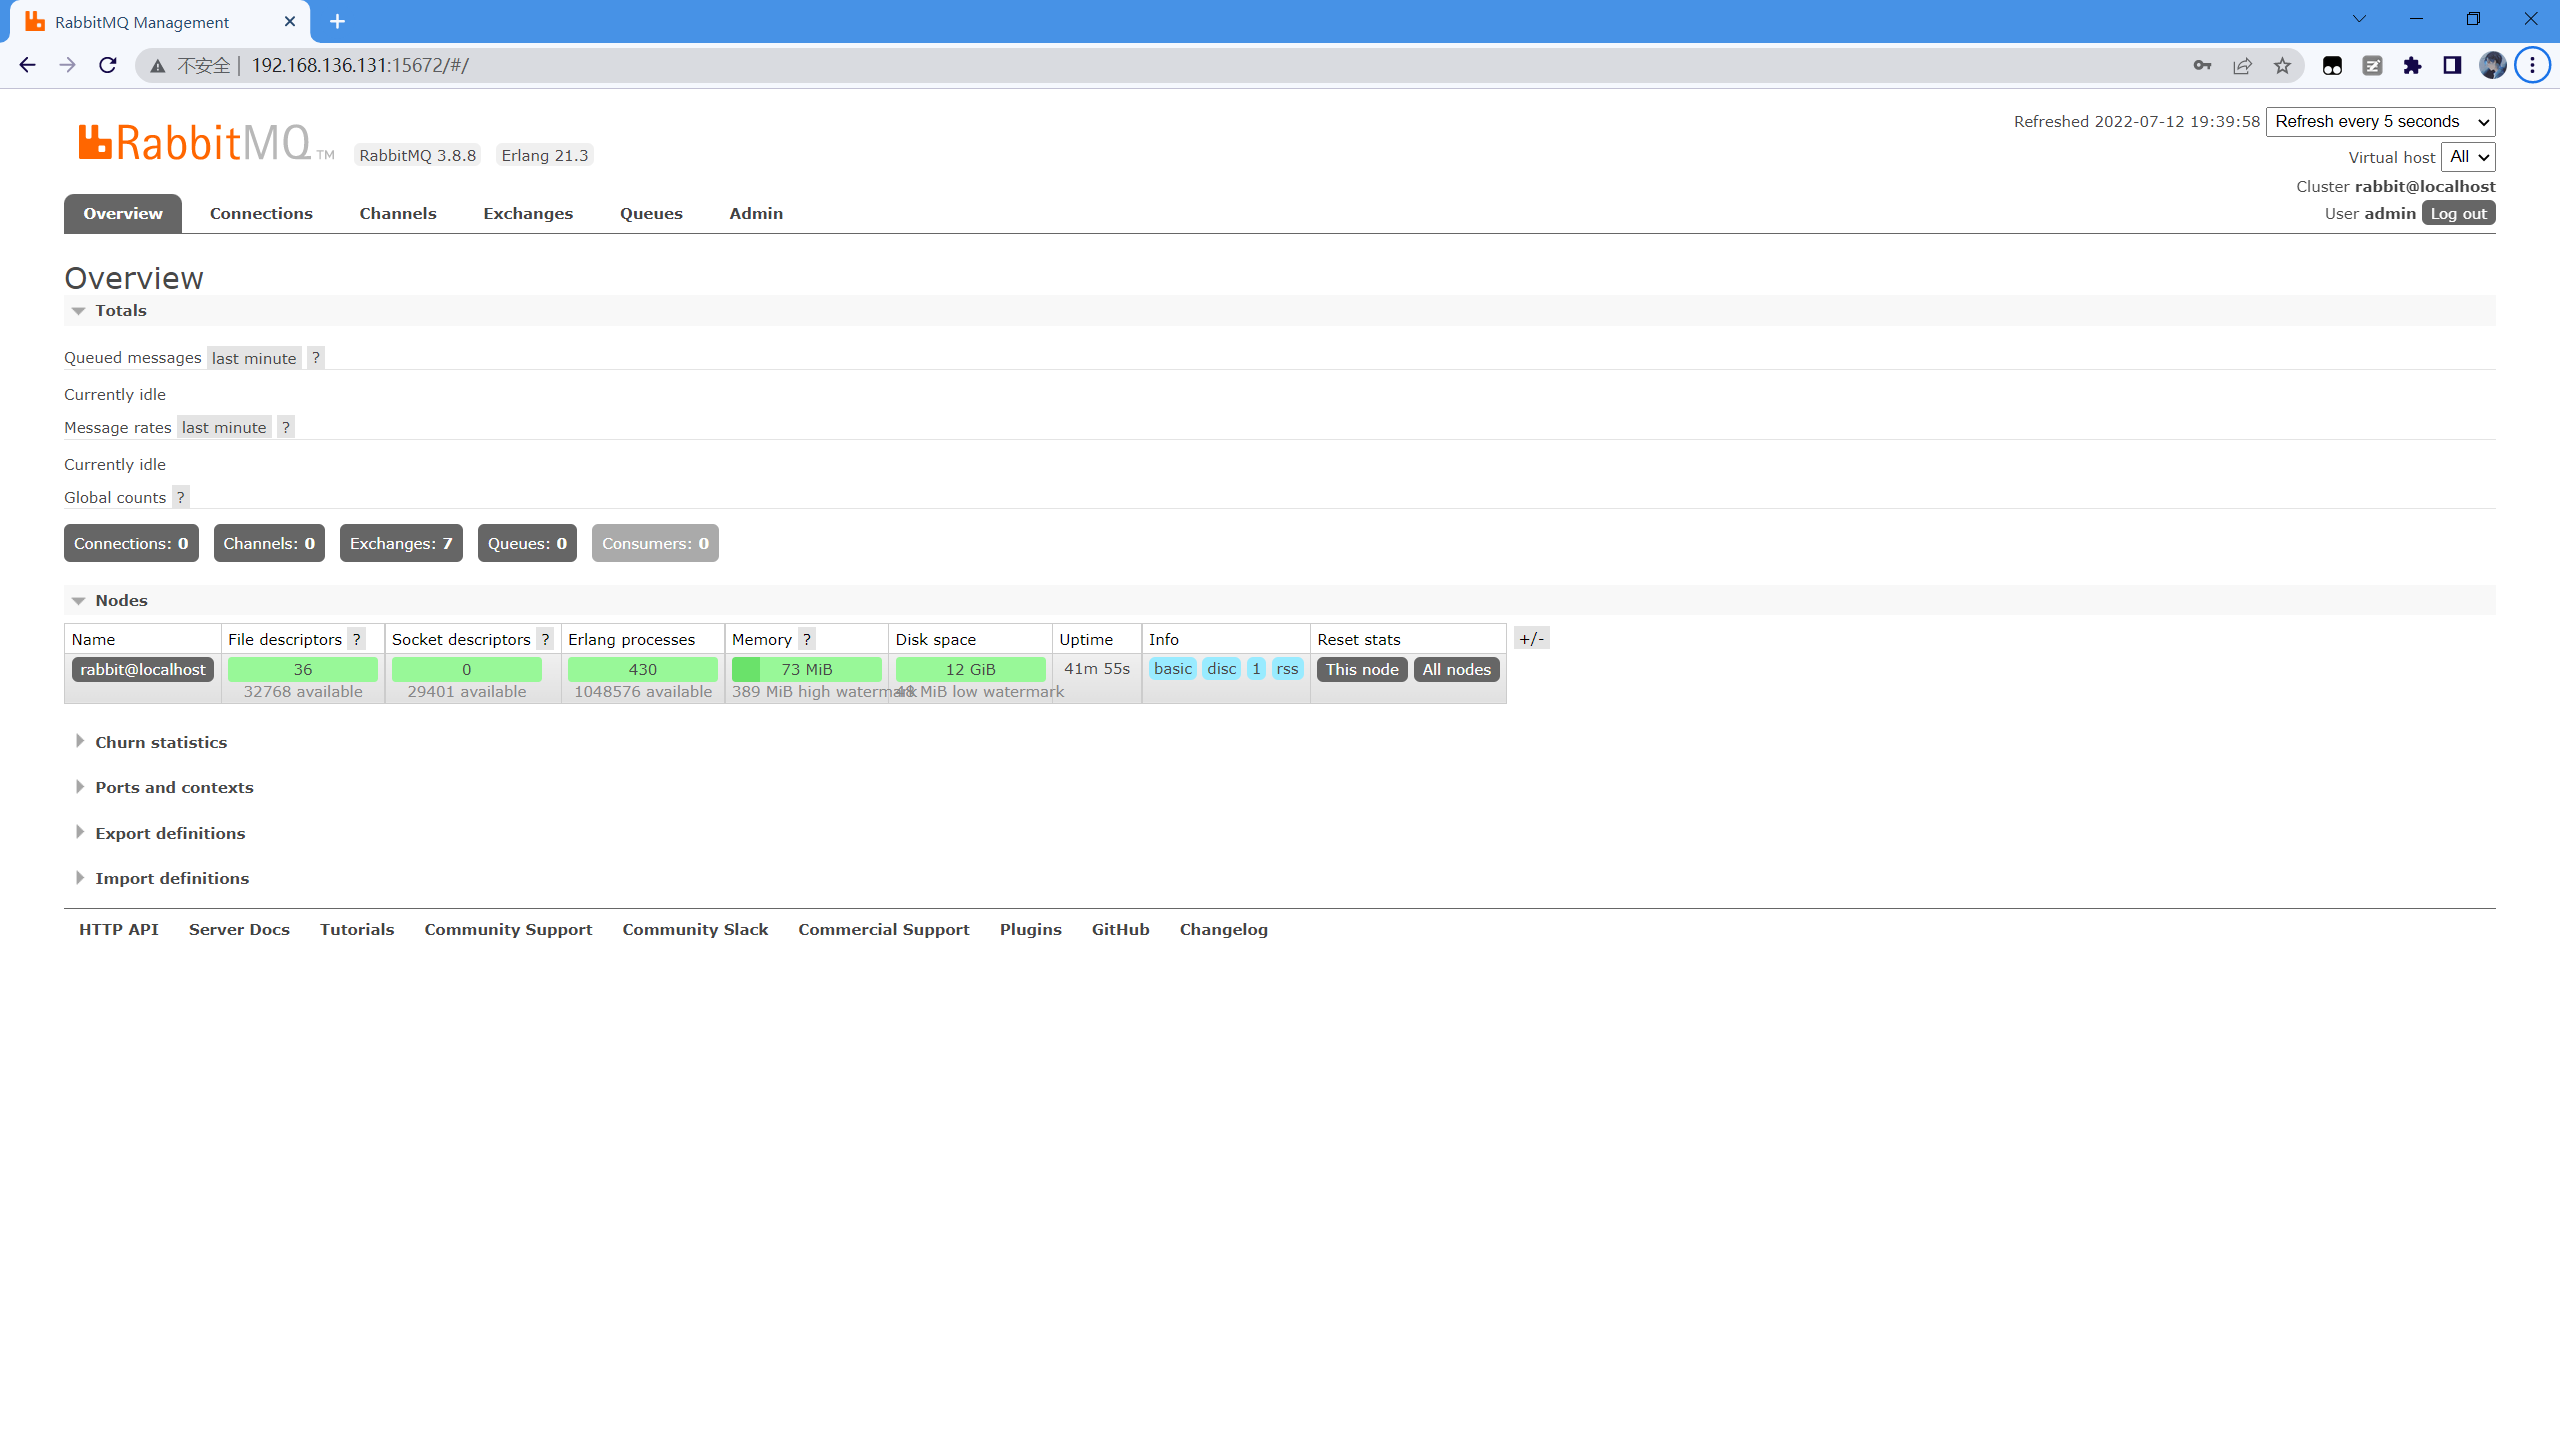 RabbitMQ Management
不安全 | 192.168.136.131:15672/#/
RabbitMQ TM RabbitMQ 3.8.8 Erlang 21.3
Refreshed 2022-07-12 19:39:58 Refresh every 5 seconds
Virtual host All
Cluster rabbit@localhost
User admin Log out
Overview Connections Channels Exchanges Queues Admin
Overview
Totals
Queued messages last minute ?
Currently idle
Message rates last minute ?
Currently idle
Global counts ?
Connections: 0 Channels: 0 Exchanges: 7 Queues: 0 Consumers: 0
Nodes
Name File descriptors ? Socket descriptors ? Erlang processes Memory ? Disk space Uptime Info Reset stats +/-
rabbit@localhost 36 0 430 73 MiB 12 GiB 41m 55s basic disc 1 rss This node All nodes
32768 available 29401 available 1048576 available 389 MiB high watermark 48 MiB low watermark
Churn statistics
Ports and contexts
Export definitions
Import definitions
HTTP API Server Docs Tutorials Community Support Community Slack Commercial Support Plugins GitHub Changelog